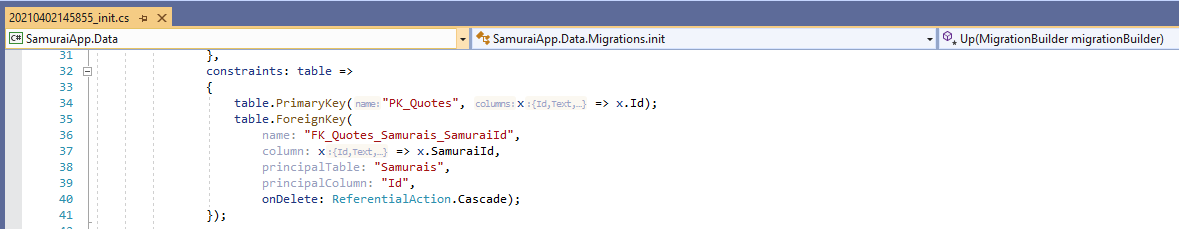 20210402145855_init.cs
C# SamuraiApp.Data SamuraiApp.Data.Migrations.init Up(MigrationBuilder migrationBuilder)
31 },
32 constraints: table =>
33 {
34 table.PrimaryKey(name:"PK_Quotes", columns:x:{Id,Text,...} => x.Id);
35 table.ForeignKey(
36 name: "FK_Quotes_Samurais_SamuraiId",
37 column: x:{Id,Text,...} => x.SamuraiId,
38 principalTable: "Samurais",
39 principalColumn: "Id",
40 onDelete: ReferentialAction.Cascade);
41 });